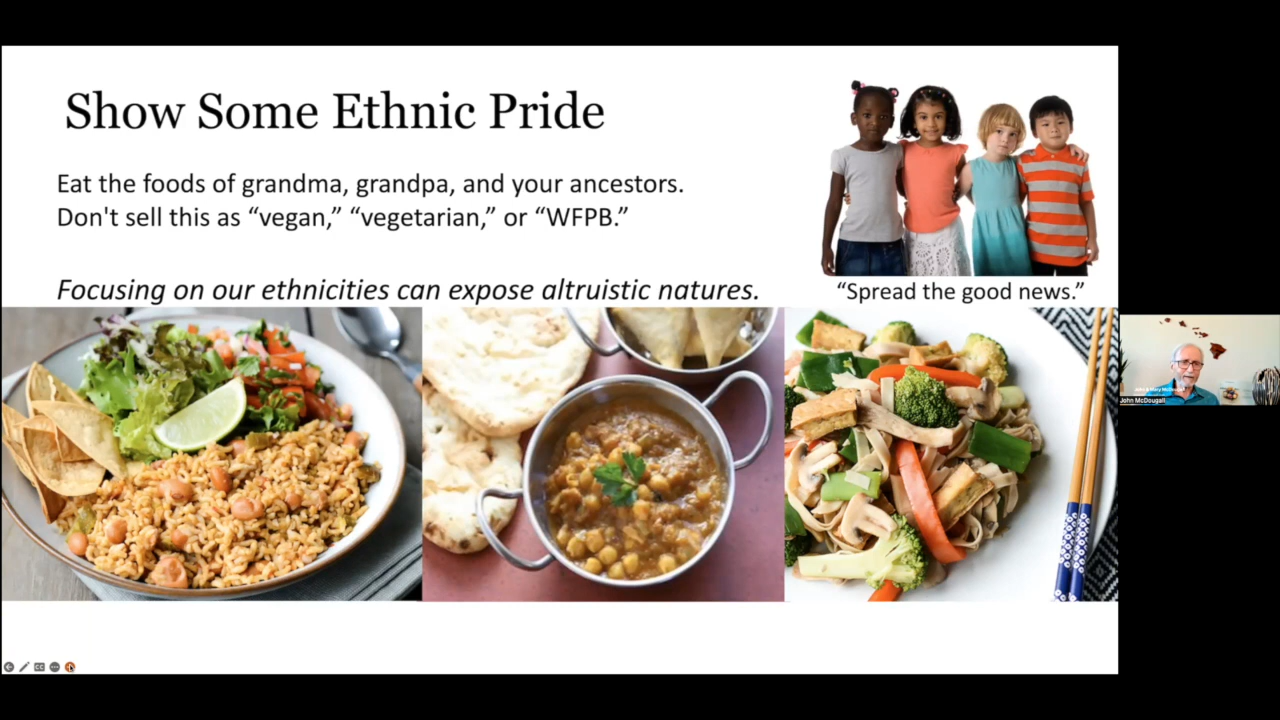 Show Some Ethnic Pride
Eat the foods of grandma, grandpa, and your ancestors.
Don't sell this as “vegan,” “vegetarian,” or “WFPB.”
Focusing on our ethnicities can expose altruistic natures.
“Spread the good news.”
John McDougall
CC